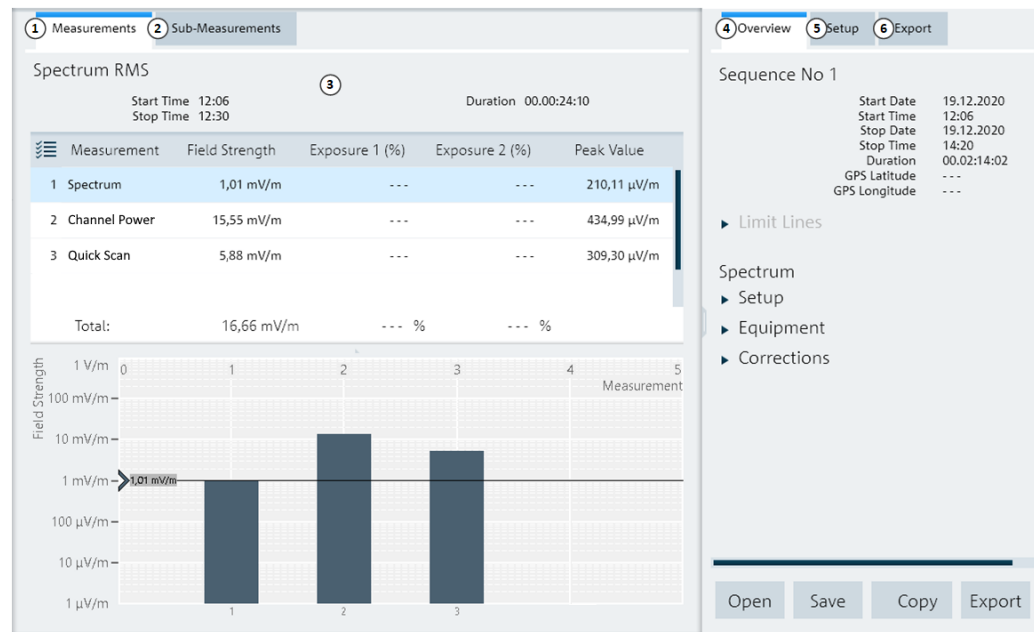 1 Measurements 2 Sub-Measurements
Spectrum RMS
3
Start Time 12:06
Stop Time 12:30
Duration 00.00:24:10
Measurement Field Strength Exposure 1 (%) Exposure 2 (%) Peak Value
1 Spectrum 1,01 mV/m --- --- 210,11 µV/m
2 Channel Power 15,55 mV/m --- --- 434,99 µV/m
3 Quick Scan 5,88 mV/m --- --- 309,30 µV/m
Total: 16,66 mV/m --- % --- %
Field Strength
1 V/m 0 1 2 3 4 5
Measurement
100 mV/m
10 mV/m
1 mV/m 1,01 mV/m
100 µV/m
10 µV/m
1 µV/m
1 2 3
4 Overview 5 Setup 6 Export
Sequence No 1
Start Date 19.12.2020
Start Time 12:06
Stop Date 19.12.2020
Stop Time 14:20
Duration 00.02:14:02
GPS Latitude ---
GPS Longitude ---
Limit Lines
Spectrum
Setup
Equipment
Corrections
Open Save Copy Export